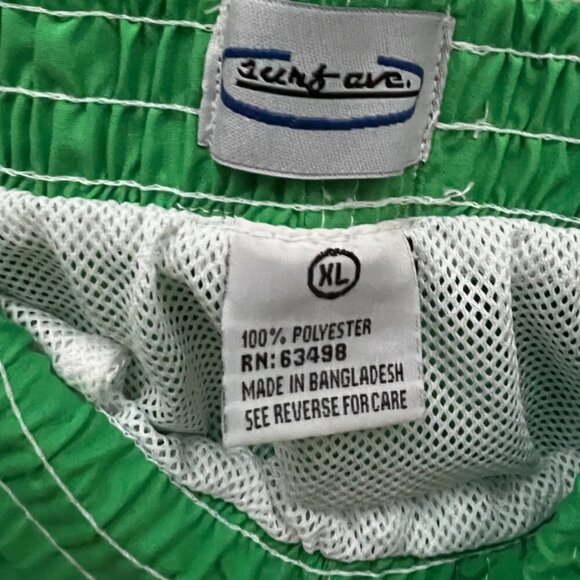 surf ave.
XL
100% POLYESTER
RN: 63498
MADE IN BANGLADESH
SEE REVERSE FOR CARE